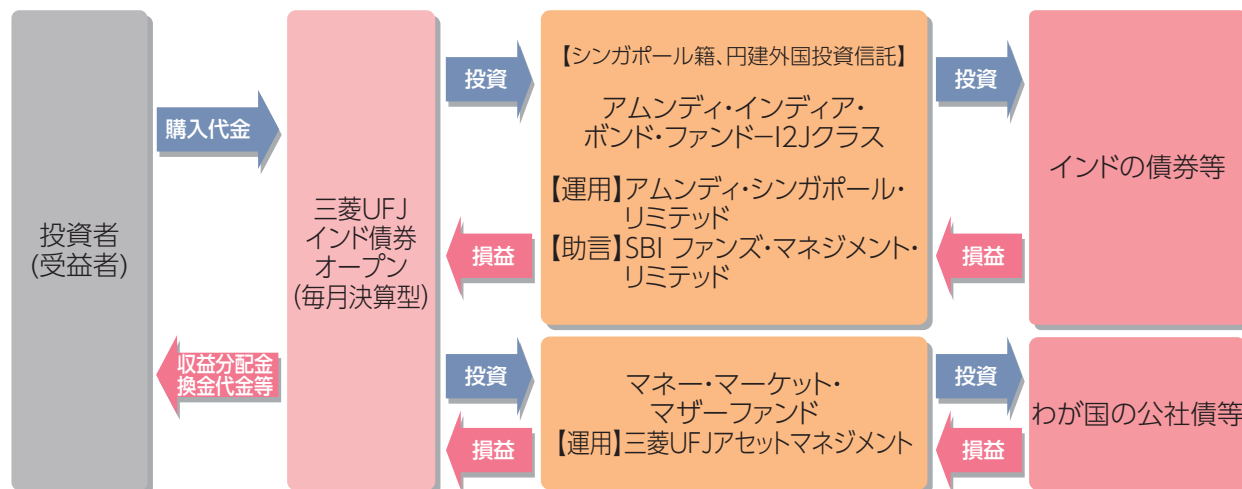 投資者
(受益者)
購入代金
収益分配金
換金代金等
三菱UFJ
インド債券
オープン
(毎月決算型)
投資
損益
【シンガポール籍、円建外国投資信託】
アムンディ・インディア・
ボンド・ファンド－I2Jクラス
【運用】アムンディ・シンガポール・
リミテッド
【助言】SBI ファンズ・マネジメント・
リミテッド
投資
損益
インドの債券等
投資
損益
マネー・マーケット・
マザーファンド
【運用】三菱UFJアセットマネジメント
投資
損益
わが国の公社債等